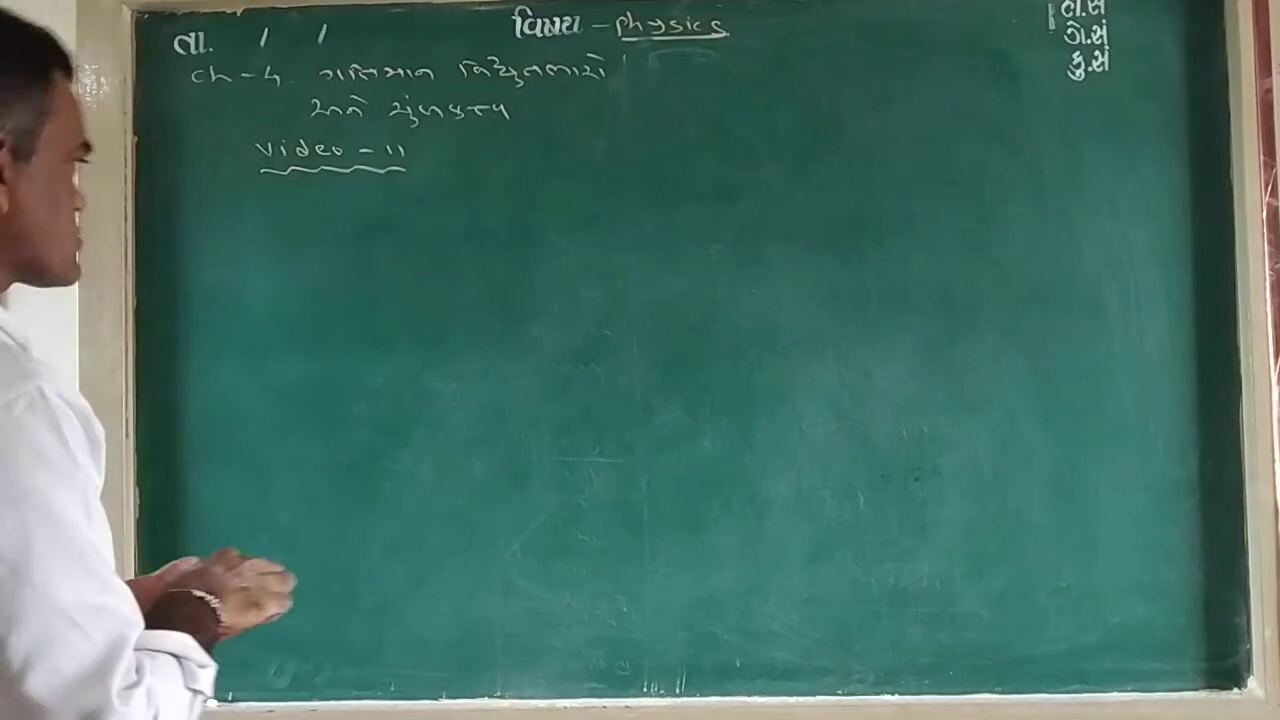 તા. / / વિષય - Physics
હા.સં
ગે.સં
કુ.સં
Ch-4. ગતિમાન વિદ્યુતભારો
અને ચુંબકત્વ
Video - 11